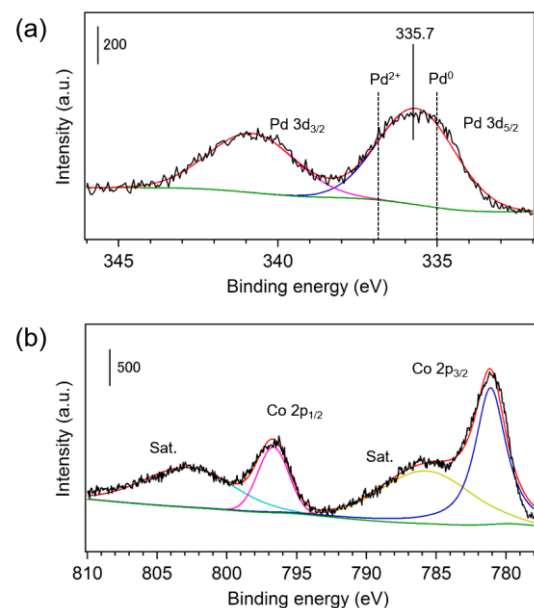 (a)
200
335.7
Pd²⁺
Pd⁰
Pd 3d₃/₂
Pd 3d₅/₂
Intensity (a.u.)
345 340 335
Binding energy (eV)
(b)
500
Co 2p₃/₂
Co 2p₁/₂
Sat.
Sat.
Intensity (a.u.)
810 805 800 795 790 785 780
Binding energy (eV)